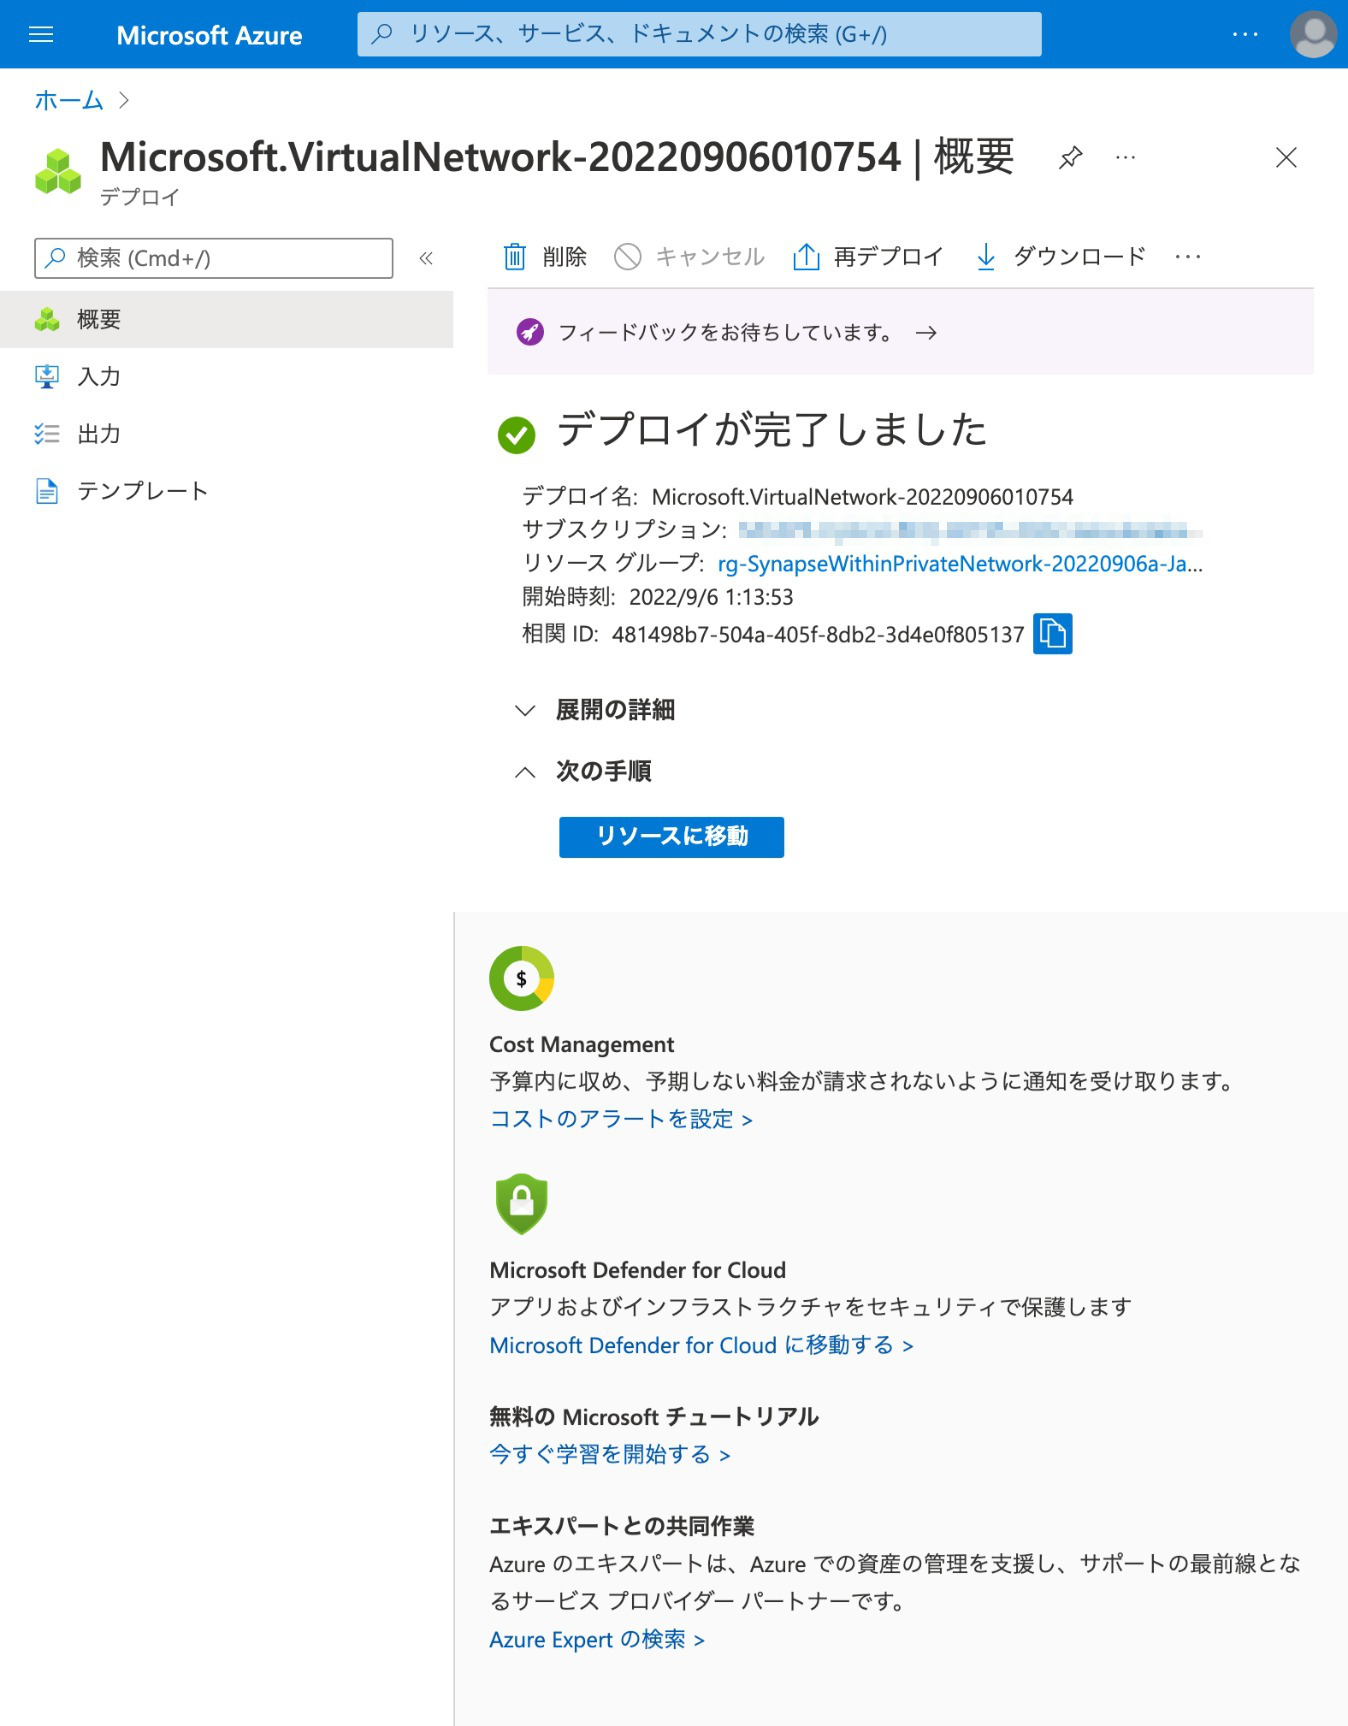 Microsoft Azure
リソース、サービス、ドキュメントの検索 (G+/)
ホーム
Microsoft.VirtualNetwork-20220906010754 | 概要
デプロイ
検索 (Cmd+/)
削除
キャンセル
再デプロイ
ダウンロード
概要
入力
出力
テンプレート
フィードバックをお待ちしています。 →
デプロイが完了しました
デプロイ名: Microsoft.VirtualNetwork-20220906010754
サブスクリプション:
リソース グループ: rg-SynapseWithinPrivateNetwork-20220906a-Ja...
開始時刻: 2022/9/6 1:13:53
相関 ID: 481498b7-504a-405f-8db2-3d4e0f805137
展開の詳細
次の手順
リソースに移動
$
Cost Management
予算内に収め、予期しない料金が請求されないように通知を受け取ります。
コストのアラートを設定 >
Microsoft Defender for Cloud
アプリおよびインフラストラクチャをセキュリティで保護します
Microsoft Defender for Cloud に移動する >
無料の Microsoft チュートリアル
今すぐ学習を開始する >
エキスパートとの共同作業
Azure のエキスパートは、Azure での資産の管理を支援し、サポートの最前線とな
るサービス プロバイダー パートナーです。
Azure Expert の検索 >